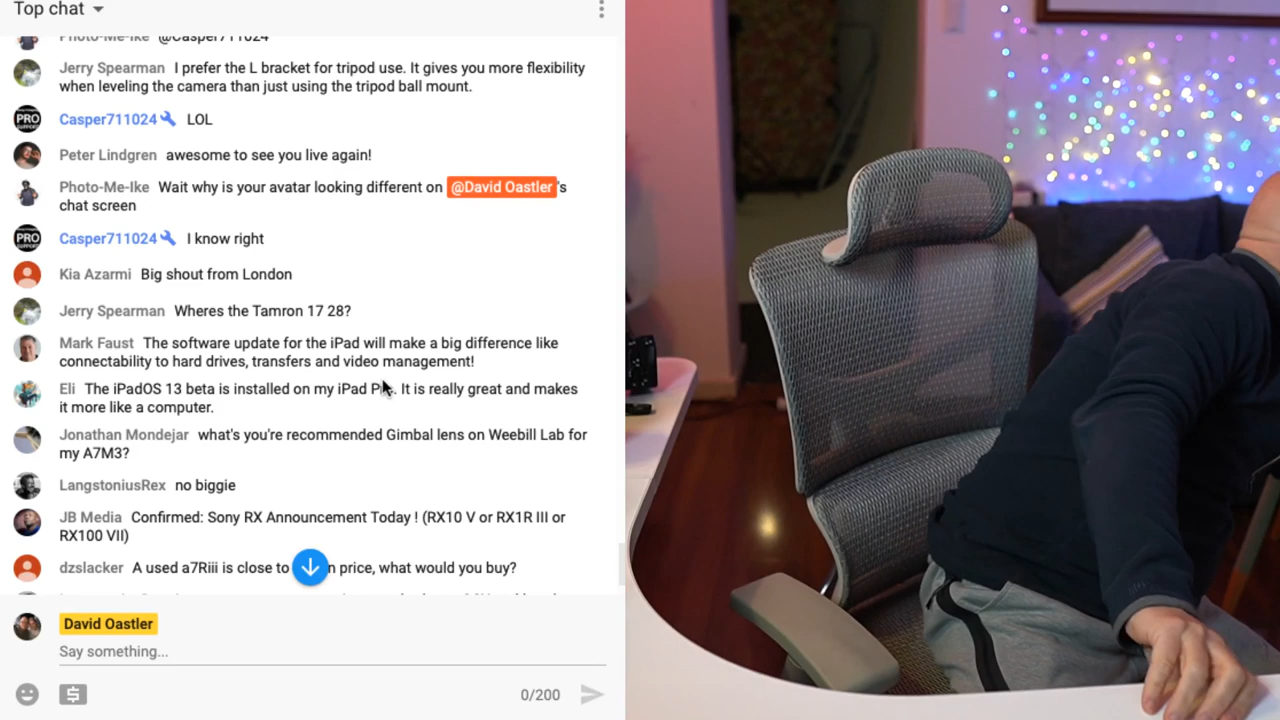 Top chat
Photo-Me-Ike @Casper711024
Jerry Spearman I prefer the L bracket for tripod use. It gives you more flexibility
when leveling the camera than just using the tripod ball mount.
PRO
Casper711024 LOL
Peter Lindgren awesome to see you live again!
Photo-Me-Ike Wait why is your avatar looking different on @David Oastler's
chat screen
PRO
Casper711024 I know right
Kia Azarmi Big shout from London
Jerry Spearman Wheres the Tamron 17 28?
Mark Faust The software update for the iPad will make a big difference like
connectability to hard drives, transfers and video management!
Eli The iPadOS 13 beta is installed on my iPad It is really great and makes
it more like a computer.
Jonathan Mondejar what's you're recommended Gimbal lens on Weebill Lab for
my A7M3?
LangstoniusRex no biggie
JB Media Confirmed: Sony RX Announcement Today ! (RX10 V or RX1R III or
RX100 VII)
dzslacker A used a7Riii is close to price, what would you buy?
David Oastler
Say something...
0/200